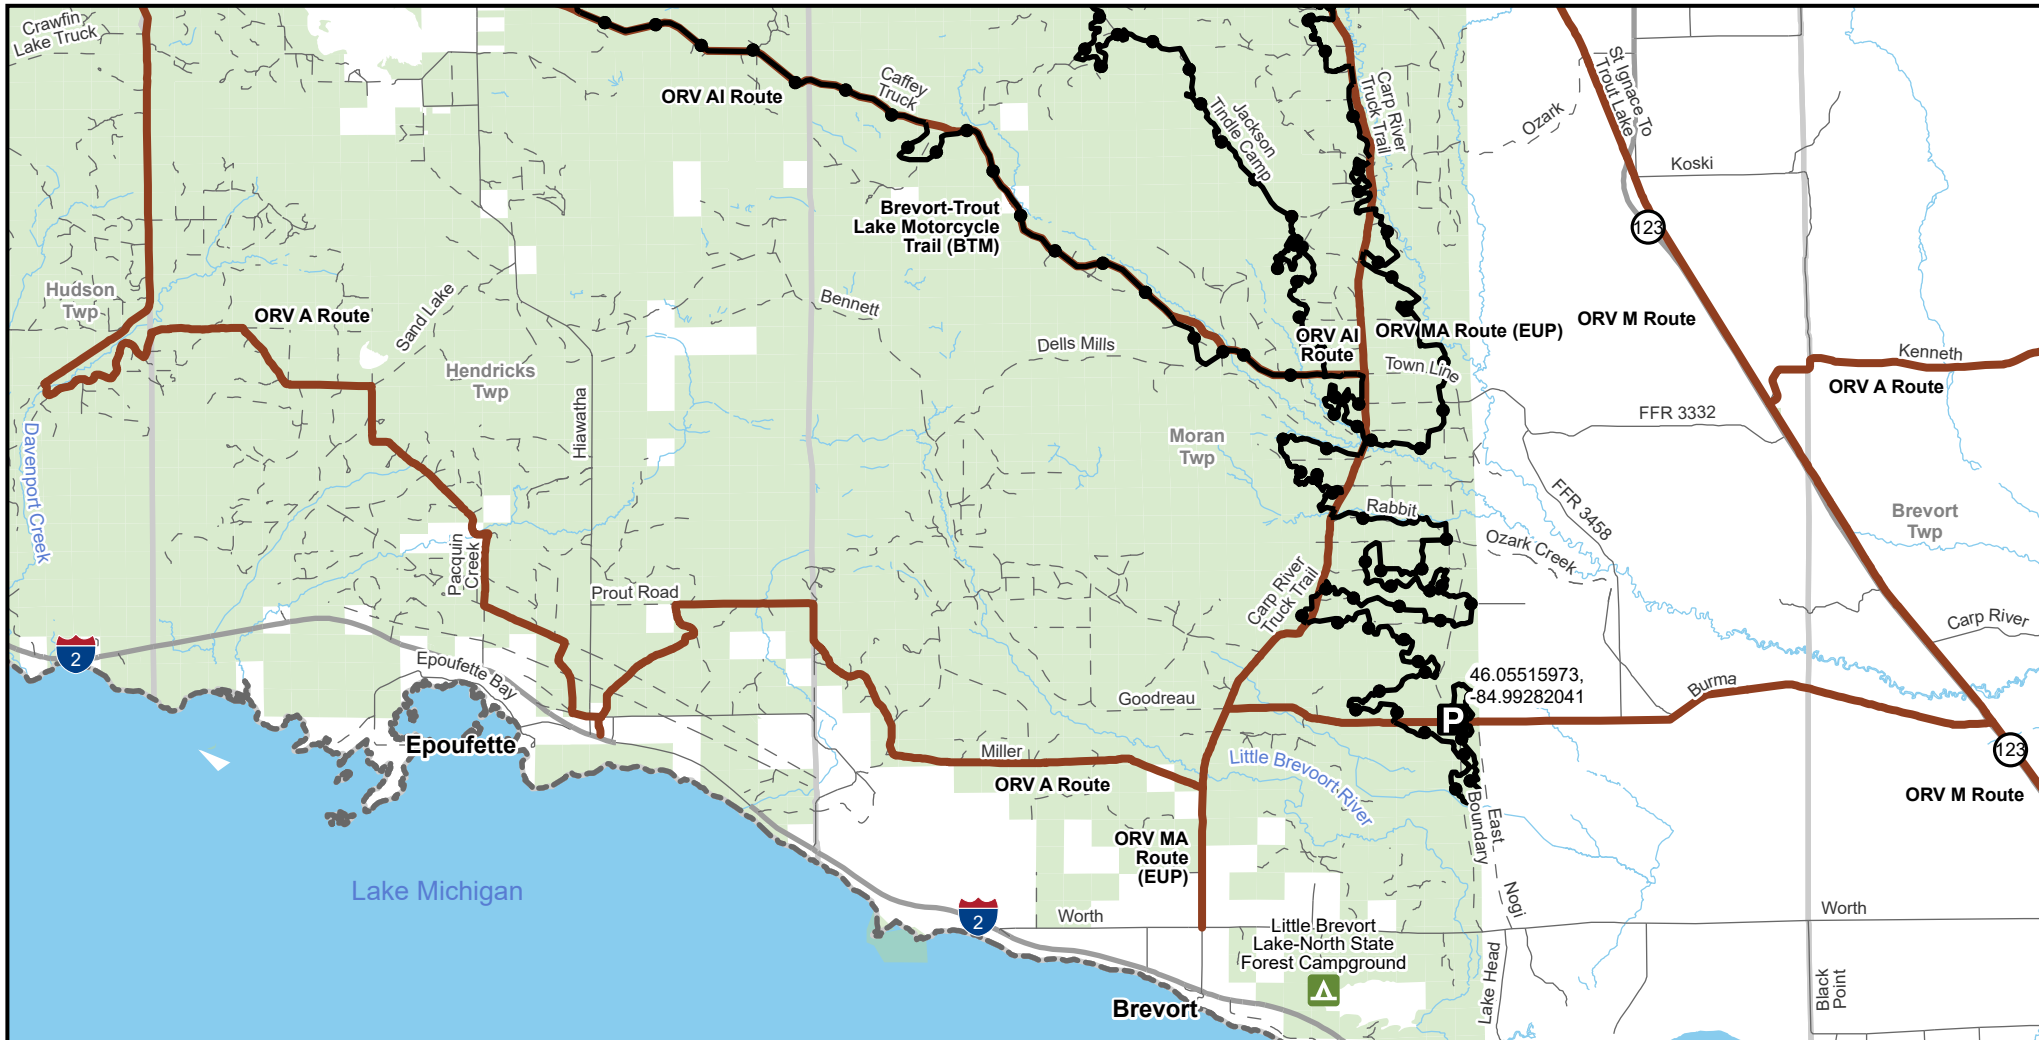 Crawfin
Lake Truck
ORV AI Route
Caffey
Truck
Jackson
Tindle Camp
Carp River
Truck Trail
St Ignace To
Trout Lake
Ozark
Koski
123
Brevort-Trout
Lake Motorcycle
Trail (BTM)
Hudson
Twp
ORV A Route
Sand Lake
Bennett
Dells Mills
ORV AI
Route
ORV MA Route (EUP)
ORV M Route
Town Line
Kenneth
ORV A Route
Hendricks
Twp
Hiawatha
FFR 3332
Moran
Twp
Davenport Creek
FFR 3458
Rabbit
Brevort
Twp
Ozark Creek
Pacquin
Creek
Prout Road
Carp River
Truck Trail
Carp River
2
Epoufette Bay
46.05515973,
-84.99282041
Burma
Goodreau
P
Epoufette
Miller
123
Little Brevoort River
ORV A Route
ORV M Route
East
Boundary
ORV MA
Route
(EUP)
Lake Michigan
Nogi
2
Worth
Worth
Little Brevort
Lake-North State
Forest Campground
Lake Head
Black
Point
Brevort